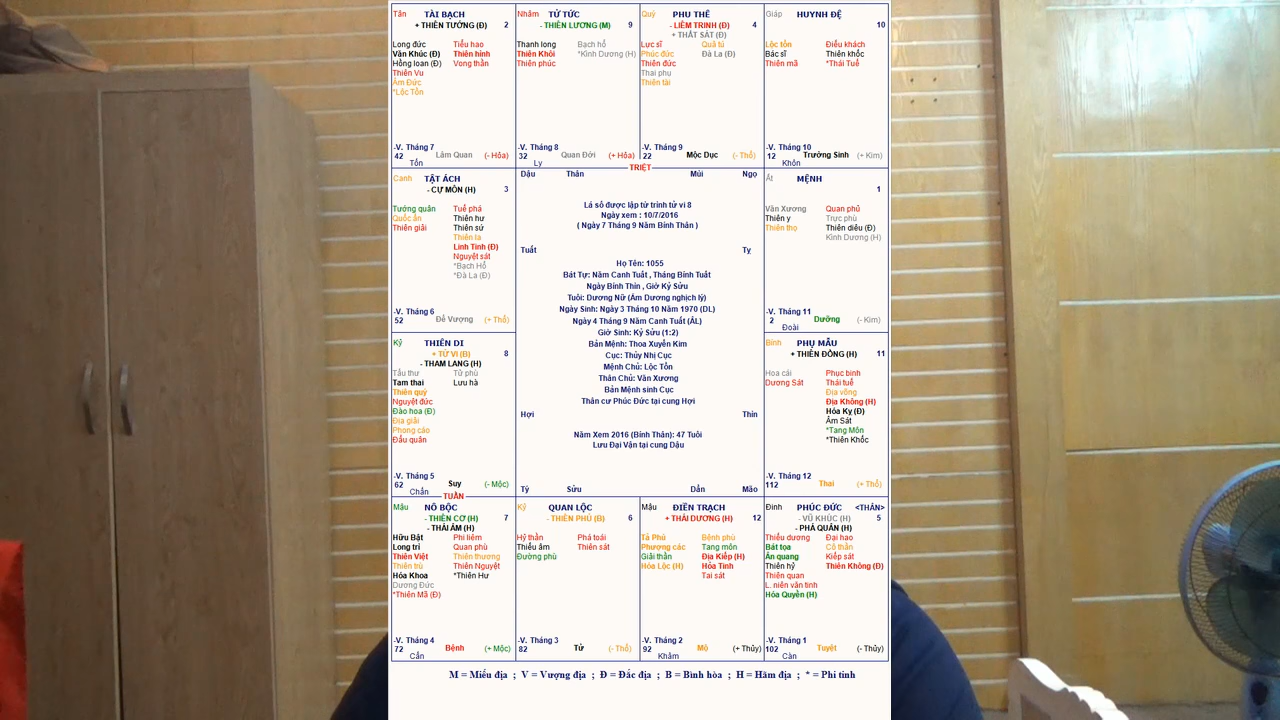 Tân TÀI BẠCH
+ THIÊN TƯỚNG (Đ) 2
Long đức Tiểu hao
Văn Khúc (Đ) Thiên hình
Hồng loan (Đ) Vong thần
Thiên Vu
Âm Đức
*Lộc Tồn
-V. Tháng 7
42 Lâm Quan (- Hỏa)
Tốn
Nhâm TỬ TỨC
- THIÊN LƯƠNG (M) 9
Thanh long Bạch hổ
Thiên Khôi *Kình Dương (H)
Thiên phúc
-V. Tháng 8
32 Quan Đới (+ Hỏa)
Ly
Quý PHU THÊ
- LIÊM TRINH (Đ) 4
+ THẤT SÁT (Đ)
Lực sĩ Quả tú
Phúc đức Đà La (Đ)
Thiên đức
Thai phụ
Thiên tài
-V. Tháng 9
22 Mộc Dục (- Thổ)
Giáp HUYNH ĐỆ
10
Lộc tồn Điếu khách
Bác sĩ Thiên khốc
Thiên mã *Thái Tuế
-V. Tháng 10
12 Trường Sinh (+ Kim)
Khôn
TRIỆT
Canh TẬT ÁCH
- CỰ MÔN (H) 3
Tướng quân Tuế phá
Quốc ấn Thiên hư
Thiên giải Thiên sứ
Thiên la
Linh Tinh (Đ)
Nguyệt sát
*Bạch Hổ
*Đà La (Đ)
-V. Tháng 6
52 Đế Vượng (+ Thổ)
Dậu Thân Mùi Ngọ
Lá số được lập từ trình tử vi 8
Ngày xem : 10/7/2016
( Ngày 7 Tháng 9 Năm Bính Thân )
Tuất Tỵ
Họ Tên: 1055
Bát Tự: Năm Canh Tuất , Tháng Bính Tuất
Ngày Bính Thìn , Giờ Kỷ Sửu
Tuổi: Dương Nữ (Âm Dương nghịch lý)
Ngày Sinh: Ngày 3 Tháng 10 Năm 1970 (DL)
Ngày 4 Tháng 9 Năm Canh Tuất (ÂL)
Giờ Sinh: Kỷ Sửu (1:2)
Bản Mệnh: Thoa Xuyến Kim
Cục: Thủy Nhị Cục
Mệnh Chủ: Lộc Tồn
Thân Chủ: Văn Xương
Bản Mệnh sinh Cục
Thân cư Phúc Đức tại cung Hợi
Hợi Thìn
Năm Xem 2016 (Bính Thân): 47 Tuổi
Lưu Đại Vận tại cung Dậu
Tý Sửu Dần Mão
Ất MỆNH
1
Văn Xương Quan phủ
Thiên y Trực phù
Thiên thọ Thiên diêu (Đ)
Kình Dương (H)
-V. Tháng 11
2 Dưỡng (- Kim)
Đoài
Kỷ THIÊN DI
+ TỬ VI (B) 8
- THAM LANG (H)
Tấu thư Tử phù
Tam thai Lưu hà
Thiên quý
Nguyệt đức
Đào hoa (Đ)
Địa giải
Phong cáo
Đẩu quân
-V. Tháng 5
62 Suy (- Mộc)
Chấn
Bính PHỤ MẪU
+ THIÊN ĐỒNG (H) 11
Hoa cái Phục binh
Dương Sát Thái tuế
Địa võng
Địa Không (H)
Hóa Kỵ (Đ)
Âm Sát
*Tang Môn
*Thiên Khốc
-V. Tháng 12
112 Thai (+ Thổ)
TUẦN
Mậu NÔ BỘC
- THIÊN CƠ (H) 7
- THÁI ÂM (H)
Hữu Bật Phi liêm
Long trì Quan phù
Thiên Việt Thiên thương
Thiên trù Thiên Nguyệt
Hóa Khoa *Thiên Hư
Dương Đức
*Thiên Mã (Đ)
-V. Tháng 4
72 Bệnh (+ Mộc)
Cấn
Kỷ QUAN LỘC
- THIÊN PHỦ (B) 6
Hỷ thần Phá toái
Thiếu âm Thiên sát
Đường phù
-V. Tháng 3
82 Tử (- Thổ)
Mậu ĐIỀN TRẠCH
+ THÁI DƯƠNG (H) 12
Tả Phù Bệnh phù
Phượng các Tang môn
Giải thần Địa Kiếp (H)
Hóa Lộc (H) Hỏa Tinh
Tai sát
-V. Tháng 2
92 Mộ (+ Thủy)
Khảm
Đinh PHÚC ĐỨC <THÂN>
- VŨ KHÚC (H) 5
- PHÁ QUÂN (H)
Thiếu dương Đại hao
Bát tọa Cô thần
Ân quang Kiếp sát
Thiên hỷ Thiên Không (Đ)
Thiên quan
L. niên văn tinh
Hóa Quyền (H)
-V. Tháng 1
102 Tuyệt (- Thủy)
Càn
M = Miếu địa ; V = Vượng địa ; Đ = Đắc địa ; B = Bình hòa ; H = Hãm địa ; * = Phi tinh